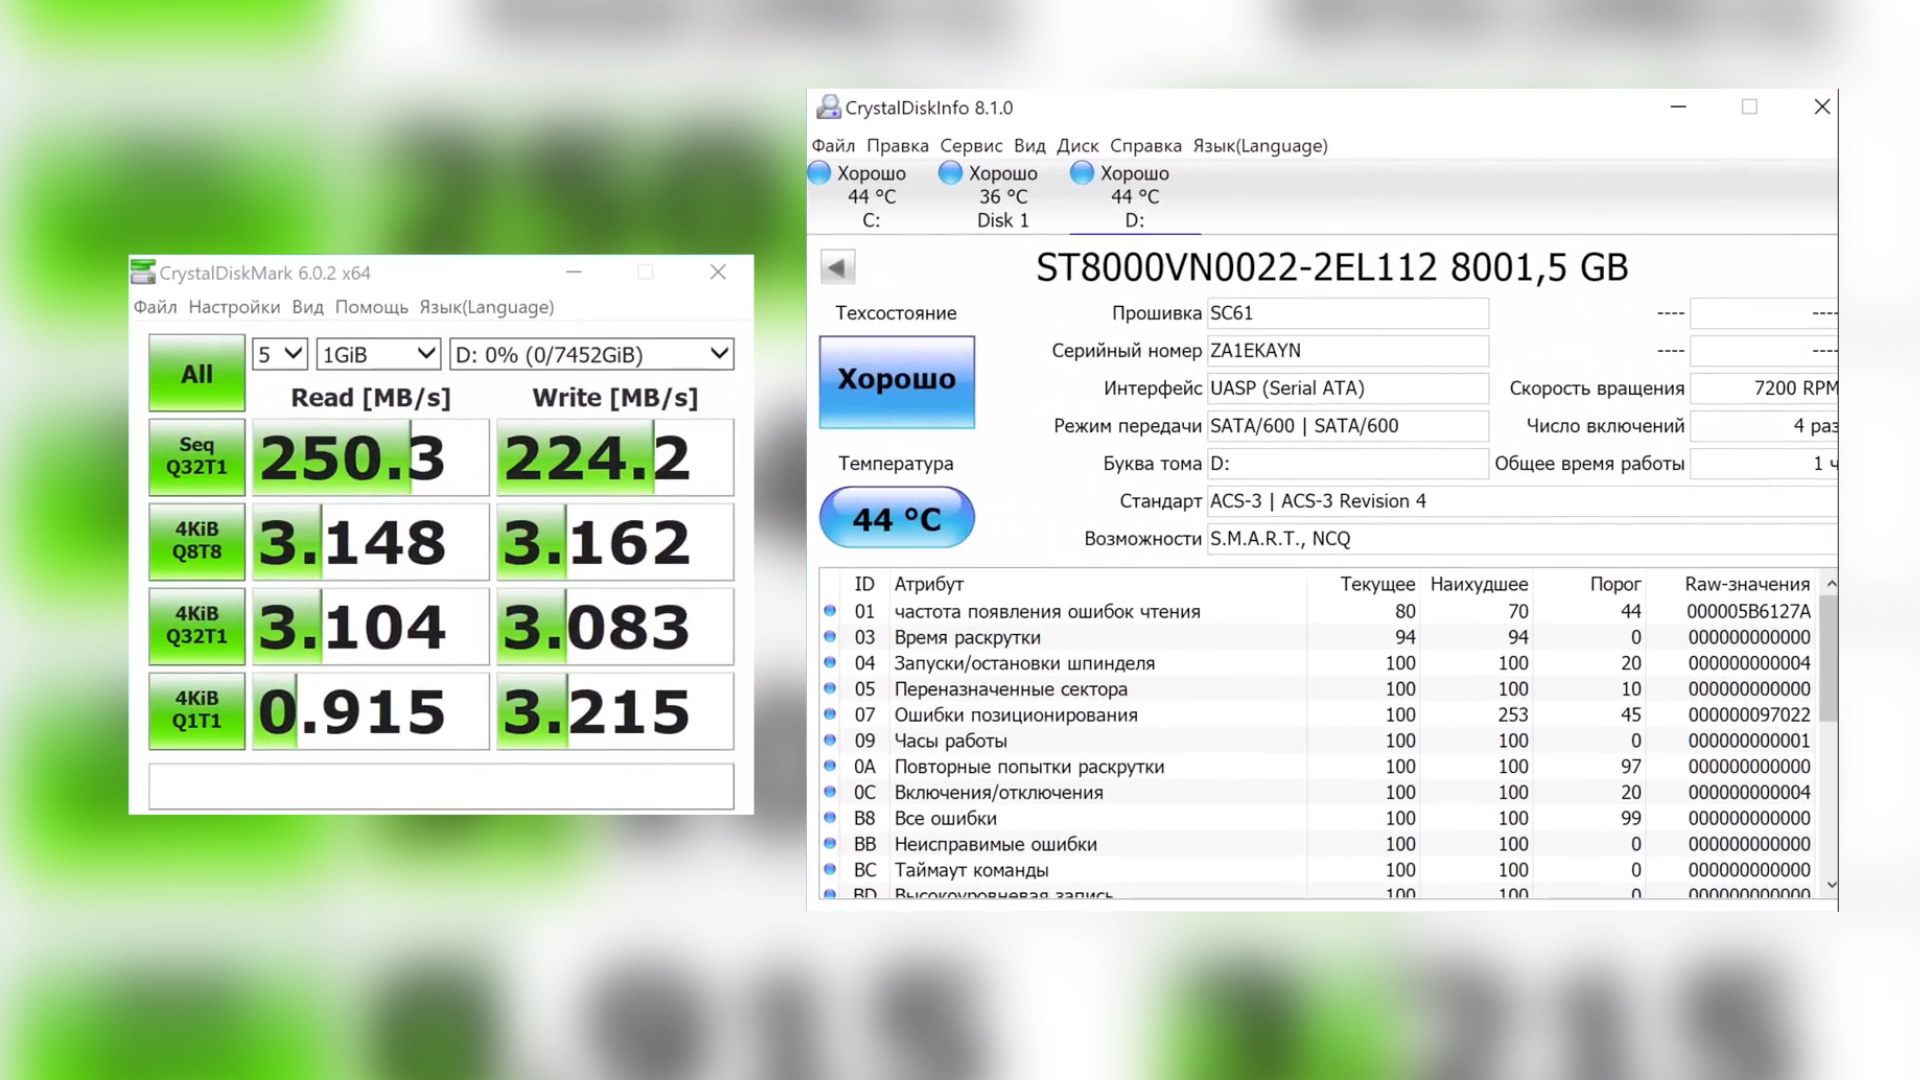 CrystalDiskMark 6.0.2 x64
Файл Настройки Вид Помощь Язык(Language)
All 5 1GiB D: 0% (0/7452GiB)
Read [MB/s] Write [MB/s]
Seq Q32T1 250.3 224.2
4KiB Q8T8 3.148 3.162
4KiB Q32T1 3.104 3.083
4KiB Q1T1 0.915 3.215
CrystalDiskInfo 8.1.0
Файл Правка Сервис Вид Диск Справка Язык(Language)
Хорошо Хорошо Хорошо
44 °C 36 °C 44 °C
C: Disk 1 D:
ST8000VN0022-2EL112 8001,5 GB
Техсостояние
Хорошо
Температура
44 °C
Прошивка SC61 ---- ----
Серийный номер ZA1EKAYN ---- ----
Интерфейс UASP (Serial ATA) Скорость вращения 7200 RPM
Режим передачи SATA/600 | SATA/600 Число включений 4 раз
Буква тома D: Общее время работы 1 ч
Стандарт ACS-3 | ACS-3 Revision 4
Возможности S.M.A.R.T., NCQ
ID Атрибут Текущее Наихудшее Порог Raw-значения
01 частота появления ошибок чтения 80 70 44 000005B6127A
03 Время раскрутки 94 94 0 000000000000
04 Запуски/остановки шпинделя 100 100 20 000000000004
05 Переназначенные сектора 100 100 10 000000000000
07 Ошибки позиционирования 100 253 45 000000097022
09 Часы работы 100 100 0 000000000001
0A Повторные попытки раскрутки 100 100 97 000000000000
0C Включения/отключения 100 100 20 000000000004
B8 Все ошибки 100 100 99 000000000000
BB Неисправимые ошибки 100 100 0 000000000000
BC Таймаут команды 100 100 0 000000000000
BD Высокоуровневая запись 100 100 0 000000000000